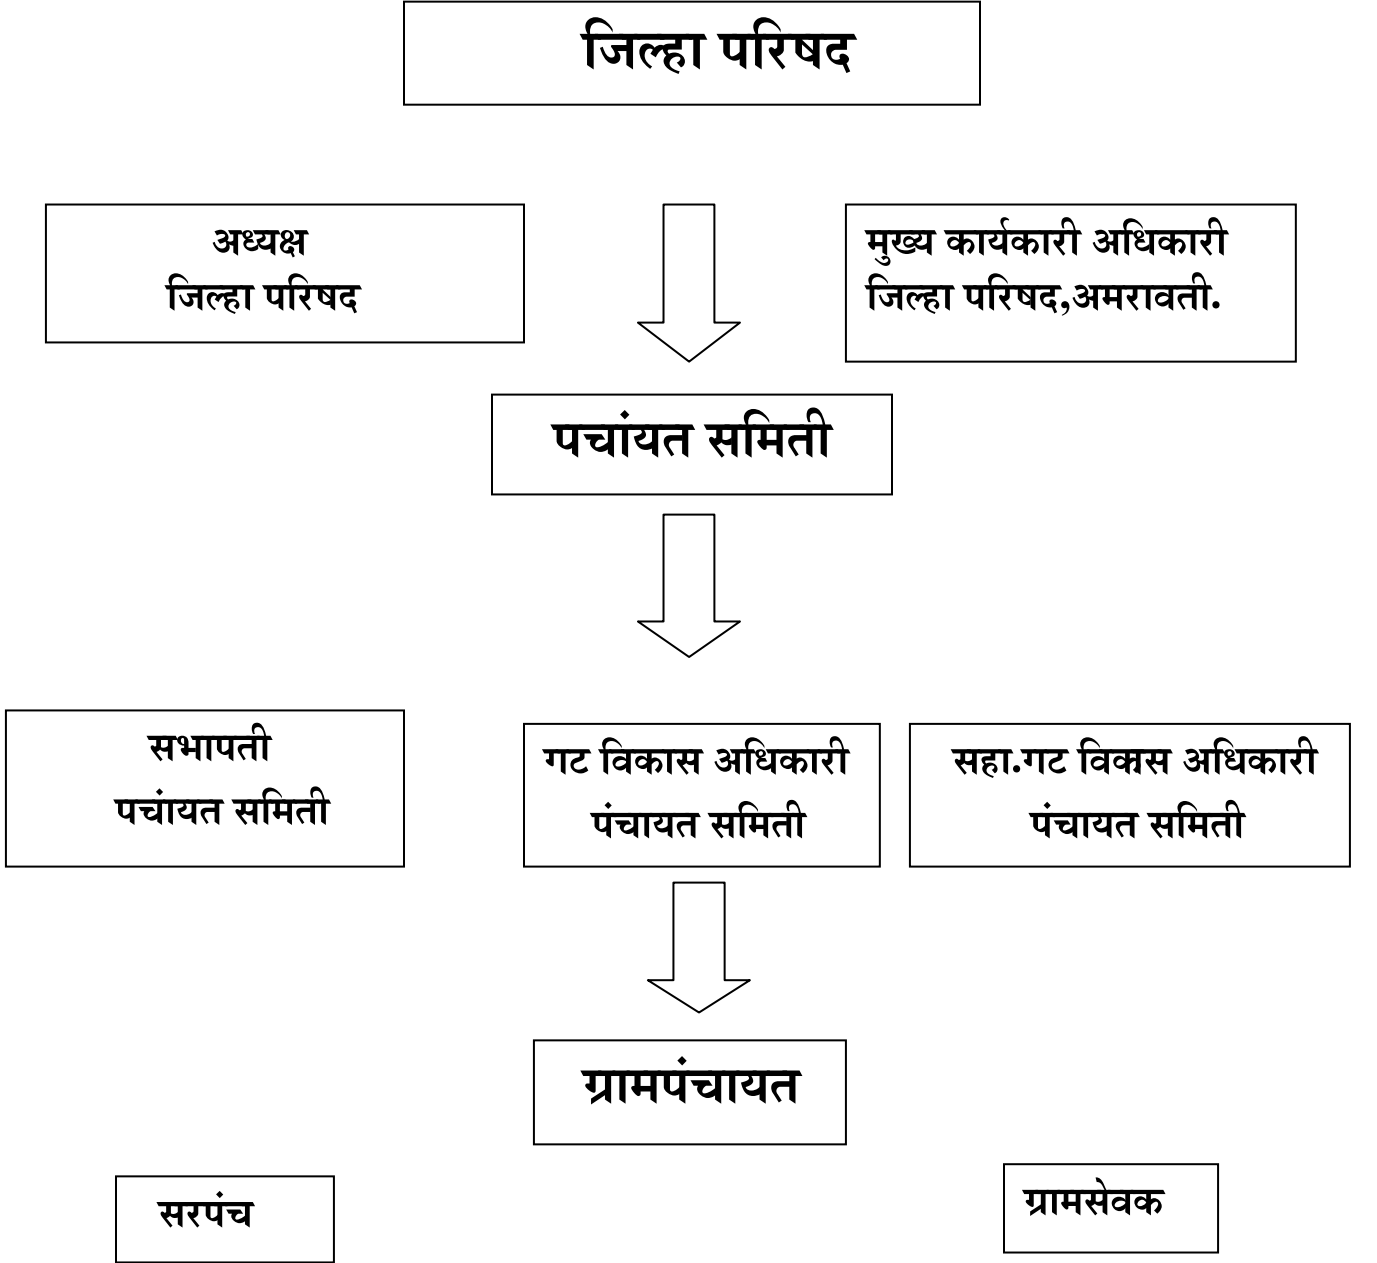 जिल्हा परिषद
अध्यक्ष
जिल्हा परिषद
मुख्य कार्यकारी अधिकारी
जिल्हा परिषद,अमरावती.
पचांयत समिती
सभापती
पचांयत समिती
गट विकास अधिकारी
पंचायत समिती
सहा.गट विकास अधिकारी
पंचायत समिती
ग्रामपंचायत
सरपंच
ग्रामसेवक